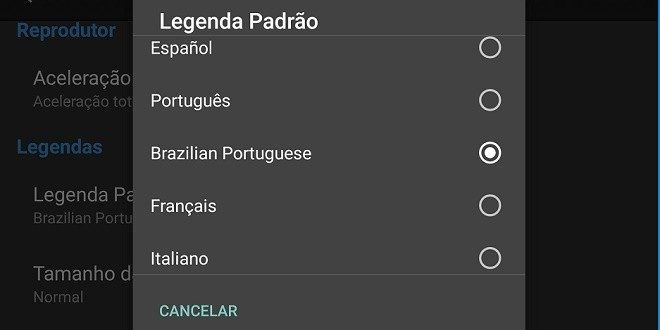 Legenda Padrão
Reprodutor
Español
Aceleração
Aceleração tot
Português
Legendas
Brazilian Portuguese
Legenda Pa
Brazilian Portu
Français
Italiano
Tamanho d
Normal
CANCELAR